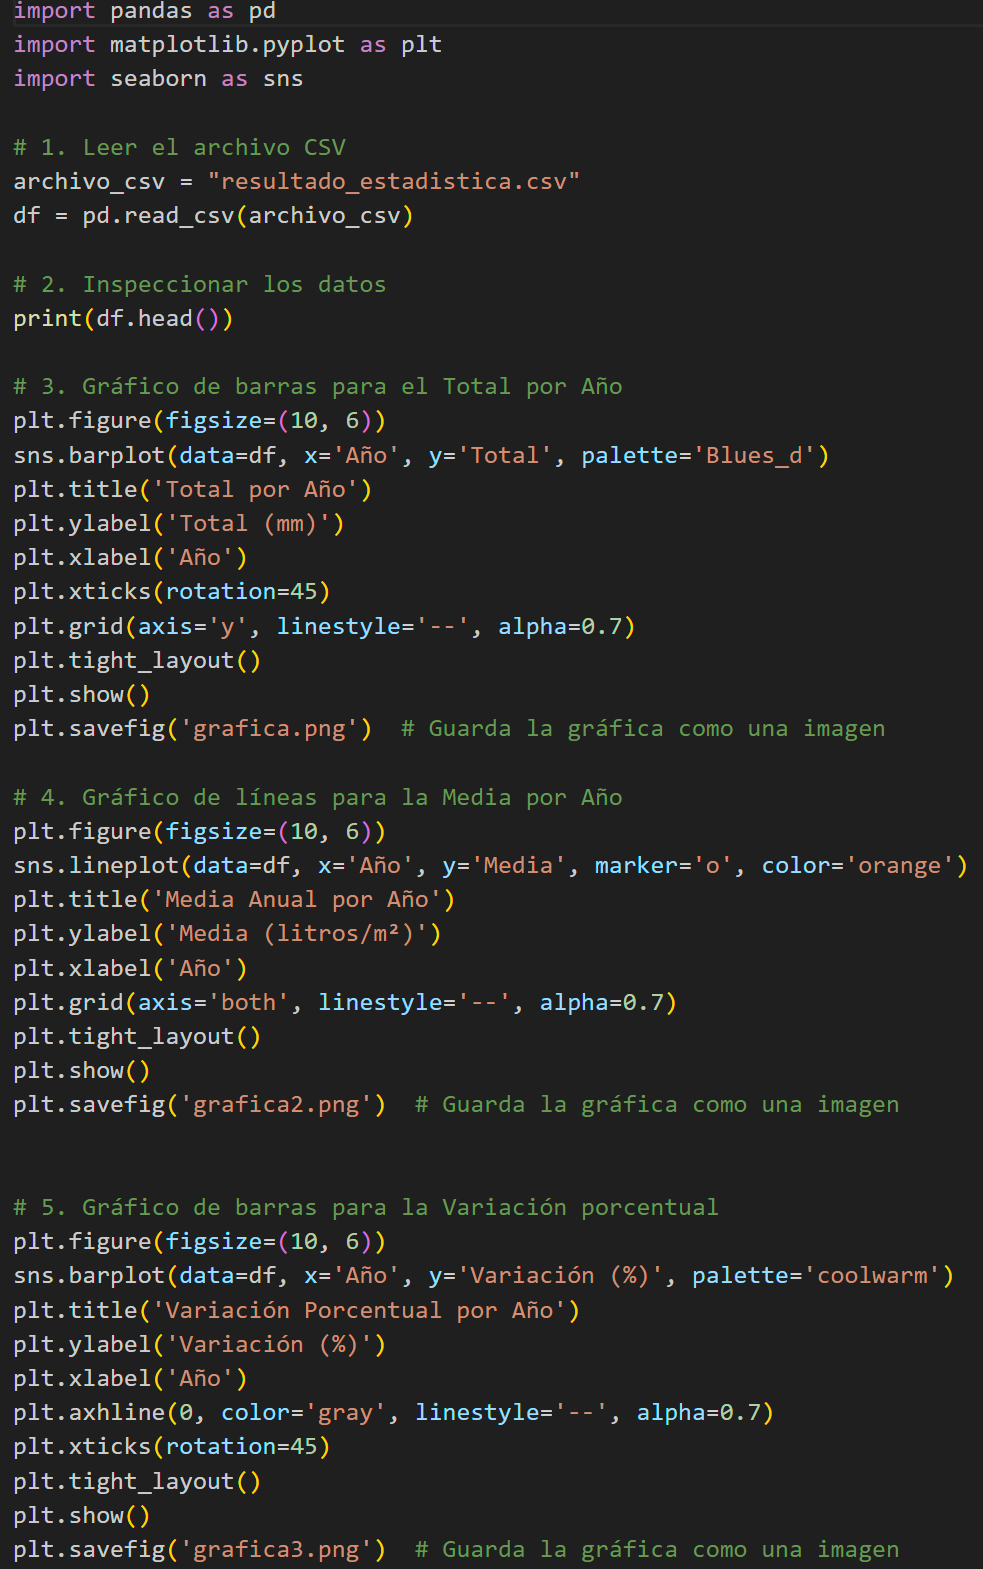 import pandas as pd
import matplotlib.pyplot as plt
import seaborn as sns

# 1. Leer el archivo CSV
archivo_csv = "resultado_estadistica.csv"
df = pd.read_csv(archivo_csv)

# 2. Inspeccionar los datos
print(df.head())

# 3. Gráfico de barras para el Total por Año
plt.figure(figsize=(10, 6))
sns.barplot(data=df, x='Año', y='Total', palette='Blues_d')
plt.title('Total por Año')
plt.ylabel('Total (mm)')
plt.xlabel('Año')
plt.xticks(rotation=45)
plt.grid(axis='y', linestyle='--', alpha=0.7)
plt.tight_layout()
plt.show()
plt.savefig('grafica.png')  # Guarda la gráfica como una imagen

# 4. Gráfico de líneas para la Media por Año
plt.figure(figsize=(10, 6))
sns.lineplot(data=df, x='Año', y='Media', marker='o', color='orange')
plt.title('Media Anual por Año')
plt.ylabel('Media (litros/m²)')
plt.xlabel('Año')
plt.grid(axis='both', linestyle='--', alpha=0.7)
plt.tight_layout()
plt.show()
plt.savefig('grafica2.png')  # Guarda la gráfica como una imagen


# 5. Gráfico de barras para la Variación porcentual
plt.figure(figsize=(10, 6))
sns.barplot(data=df, x='Año', y='Variación (%)', palette='coolwarm')
plt.title('Variación Porcentual por Año')
plt.ylabel('Variación (%)')
plt.xlabel('Año')
plt.axhline(0, color='gray', linestyle='--', alpha=0.7)
plt.xticks(rotation=45)
plt.tight_layout()
plt.show()
plt.savefig('grafica3.png')  # Guarda la gráfica como una imagen